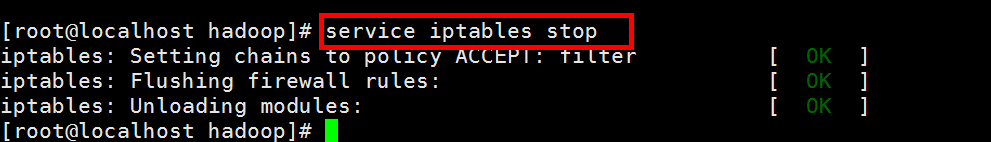 [root@localhost hadoop]# service iptables stop
iptables: Setting chains to policy ACCEPT: filter [ OK ]
iptables: Flushing firewall rules: [ OK ]
iptables: Unloading modules: [ OK ]
[root@localhost hadoop]#